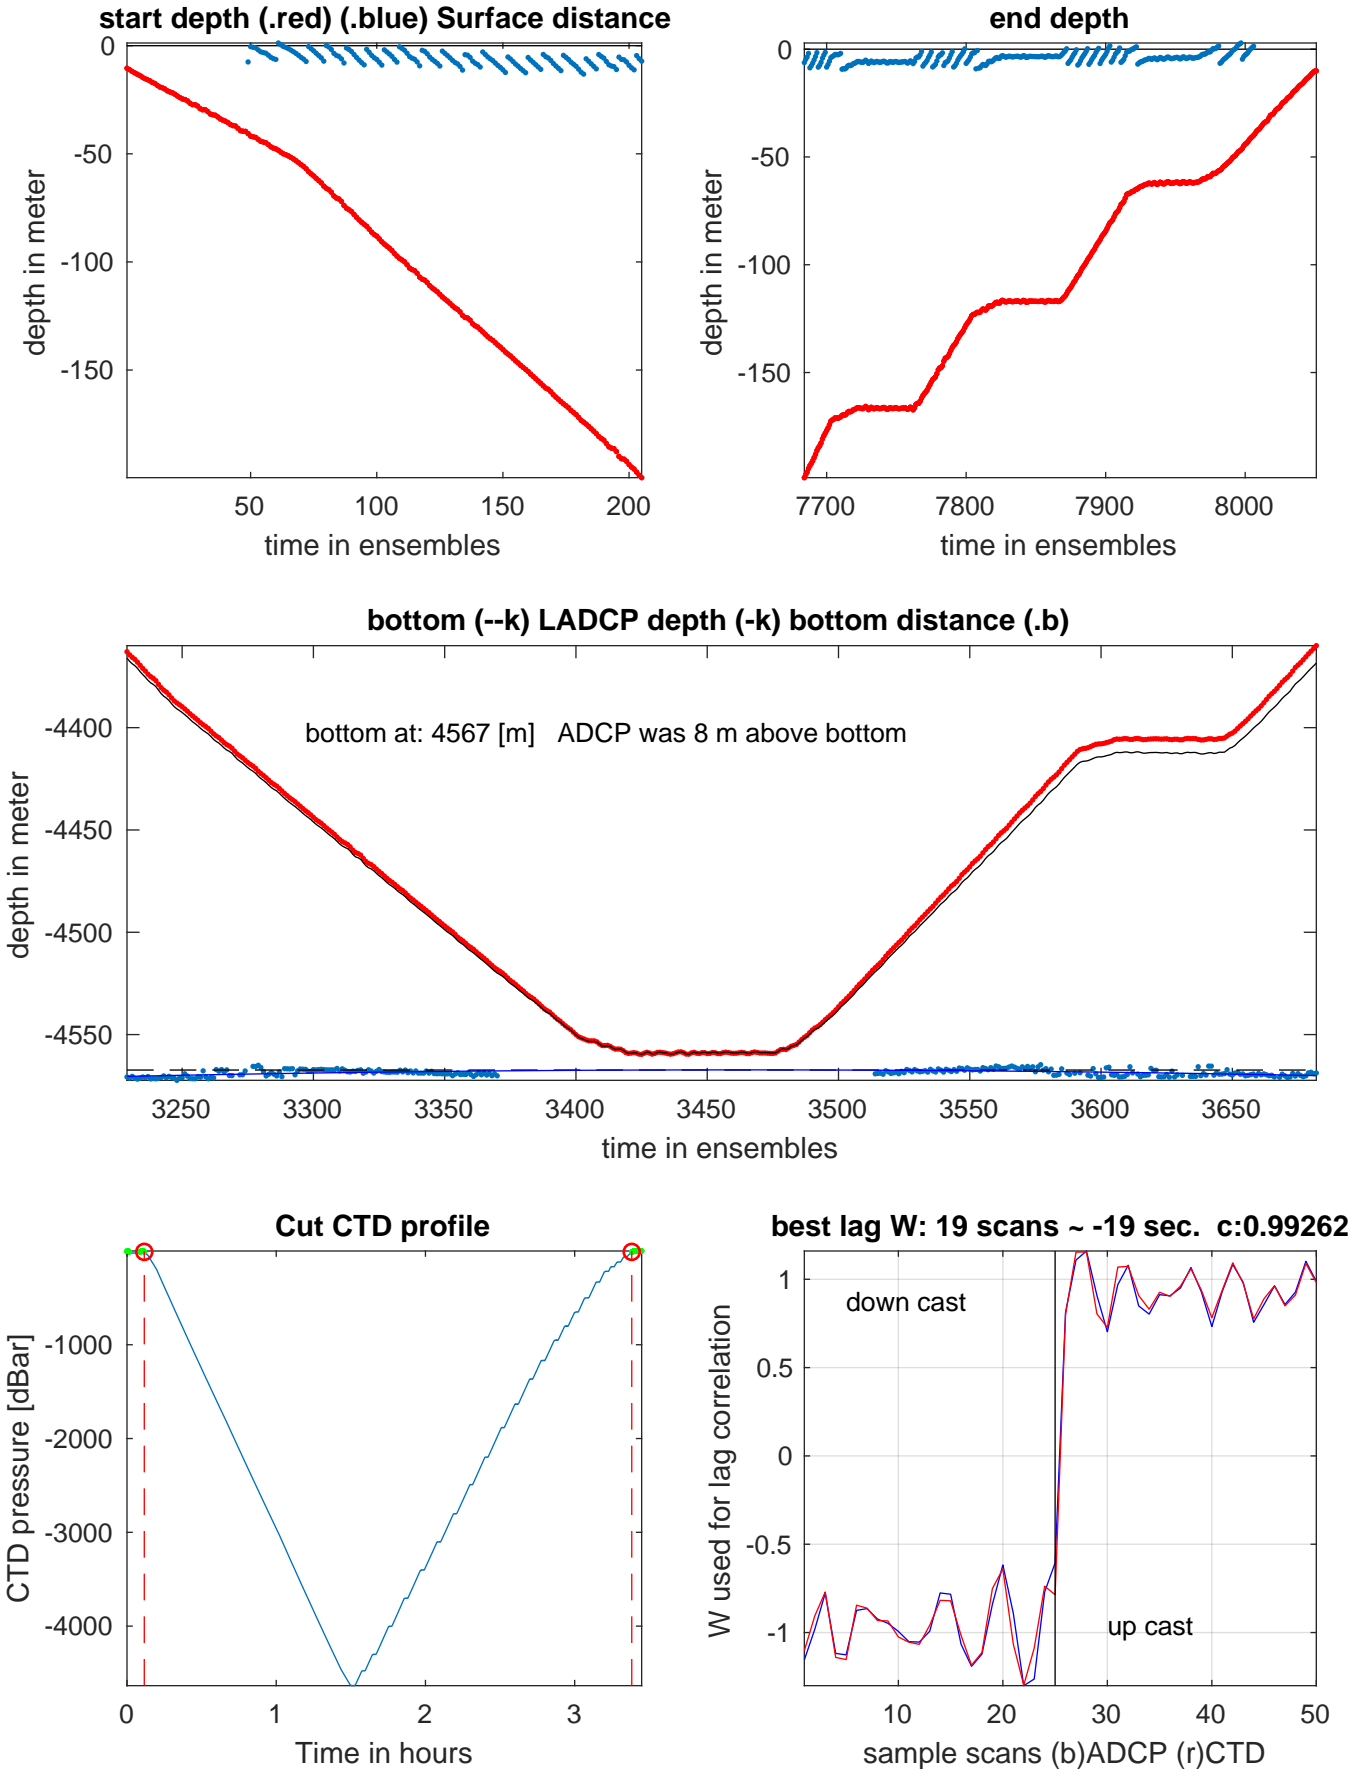 start depth (.red) (.blue) Surface distance
0
-50
-100
-150
depth in meter
50
100
150
200
time in ensembles
end depth
0
-50
-100
-150
depth in meter
7700
7800
7900
8000
time in ensembles
bottom (--k) LADCP depth (-k) bottom distance (.b)
bottom at: 4567 [m] ADCP was 8 m above bottom
-4400
-4450
-4500
-4550
depth in meter
3250
3300
3350
3400
3450
3500
3550
3600
3650
time in ensembles
Cut CTD profile
-1000
-2000
-3000
-4000
CTD pressure [dBar]
0
1
2
3
Time in hours
best lag W: 19 scans ~ -19 sec. c:0.99262
down cast
up cast
1
0.5
0
-0.5
-1
W used for lag correlation
10
20
30
40
50
sample scans (b)ADCP (r)CTD